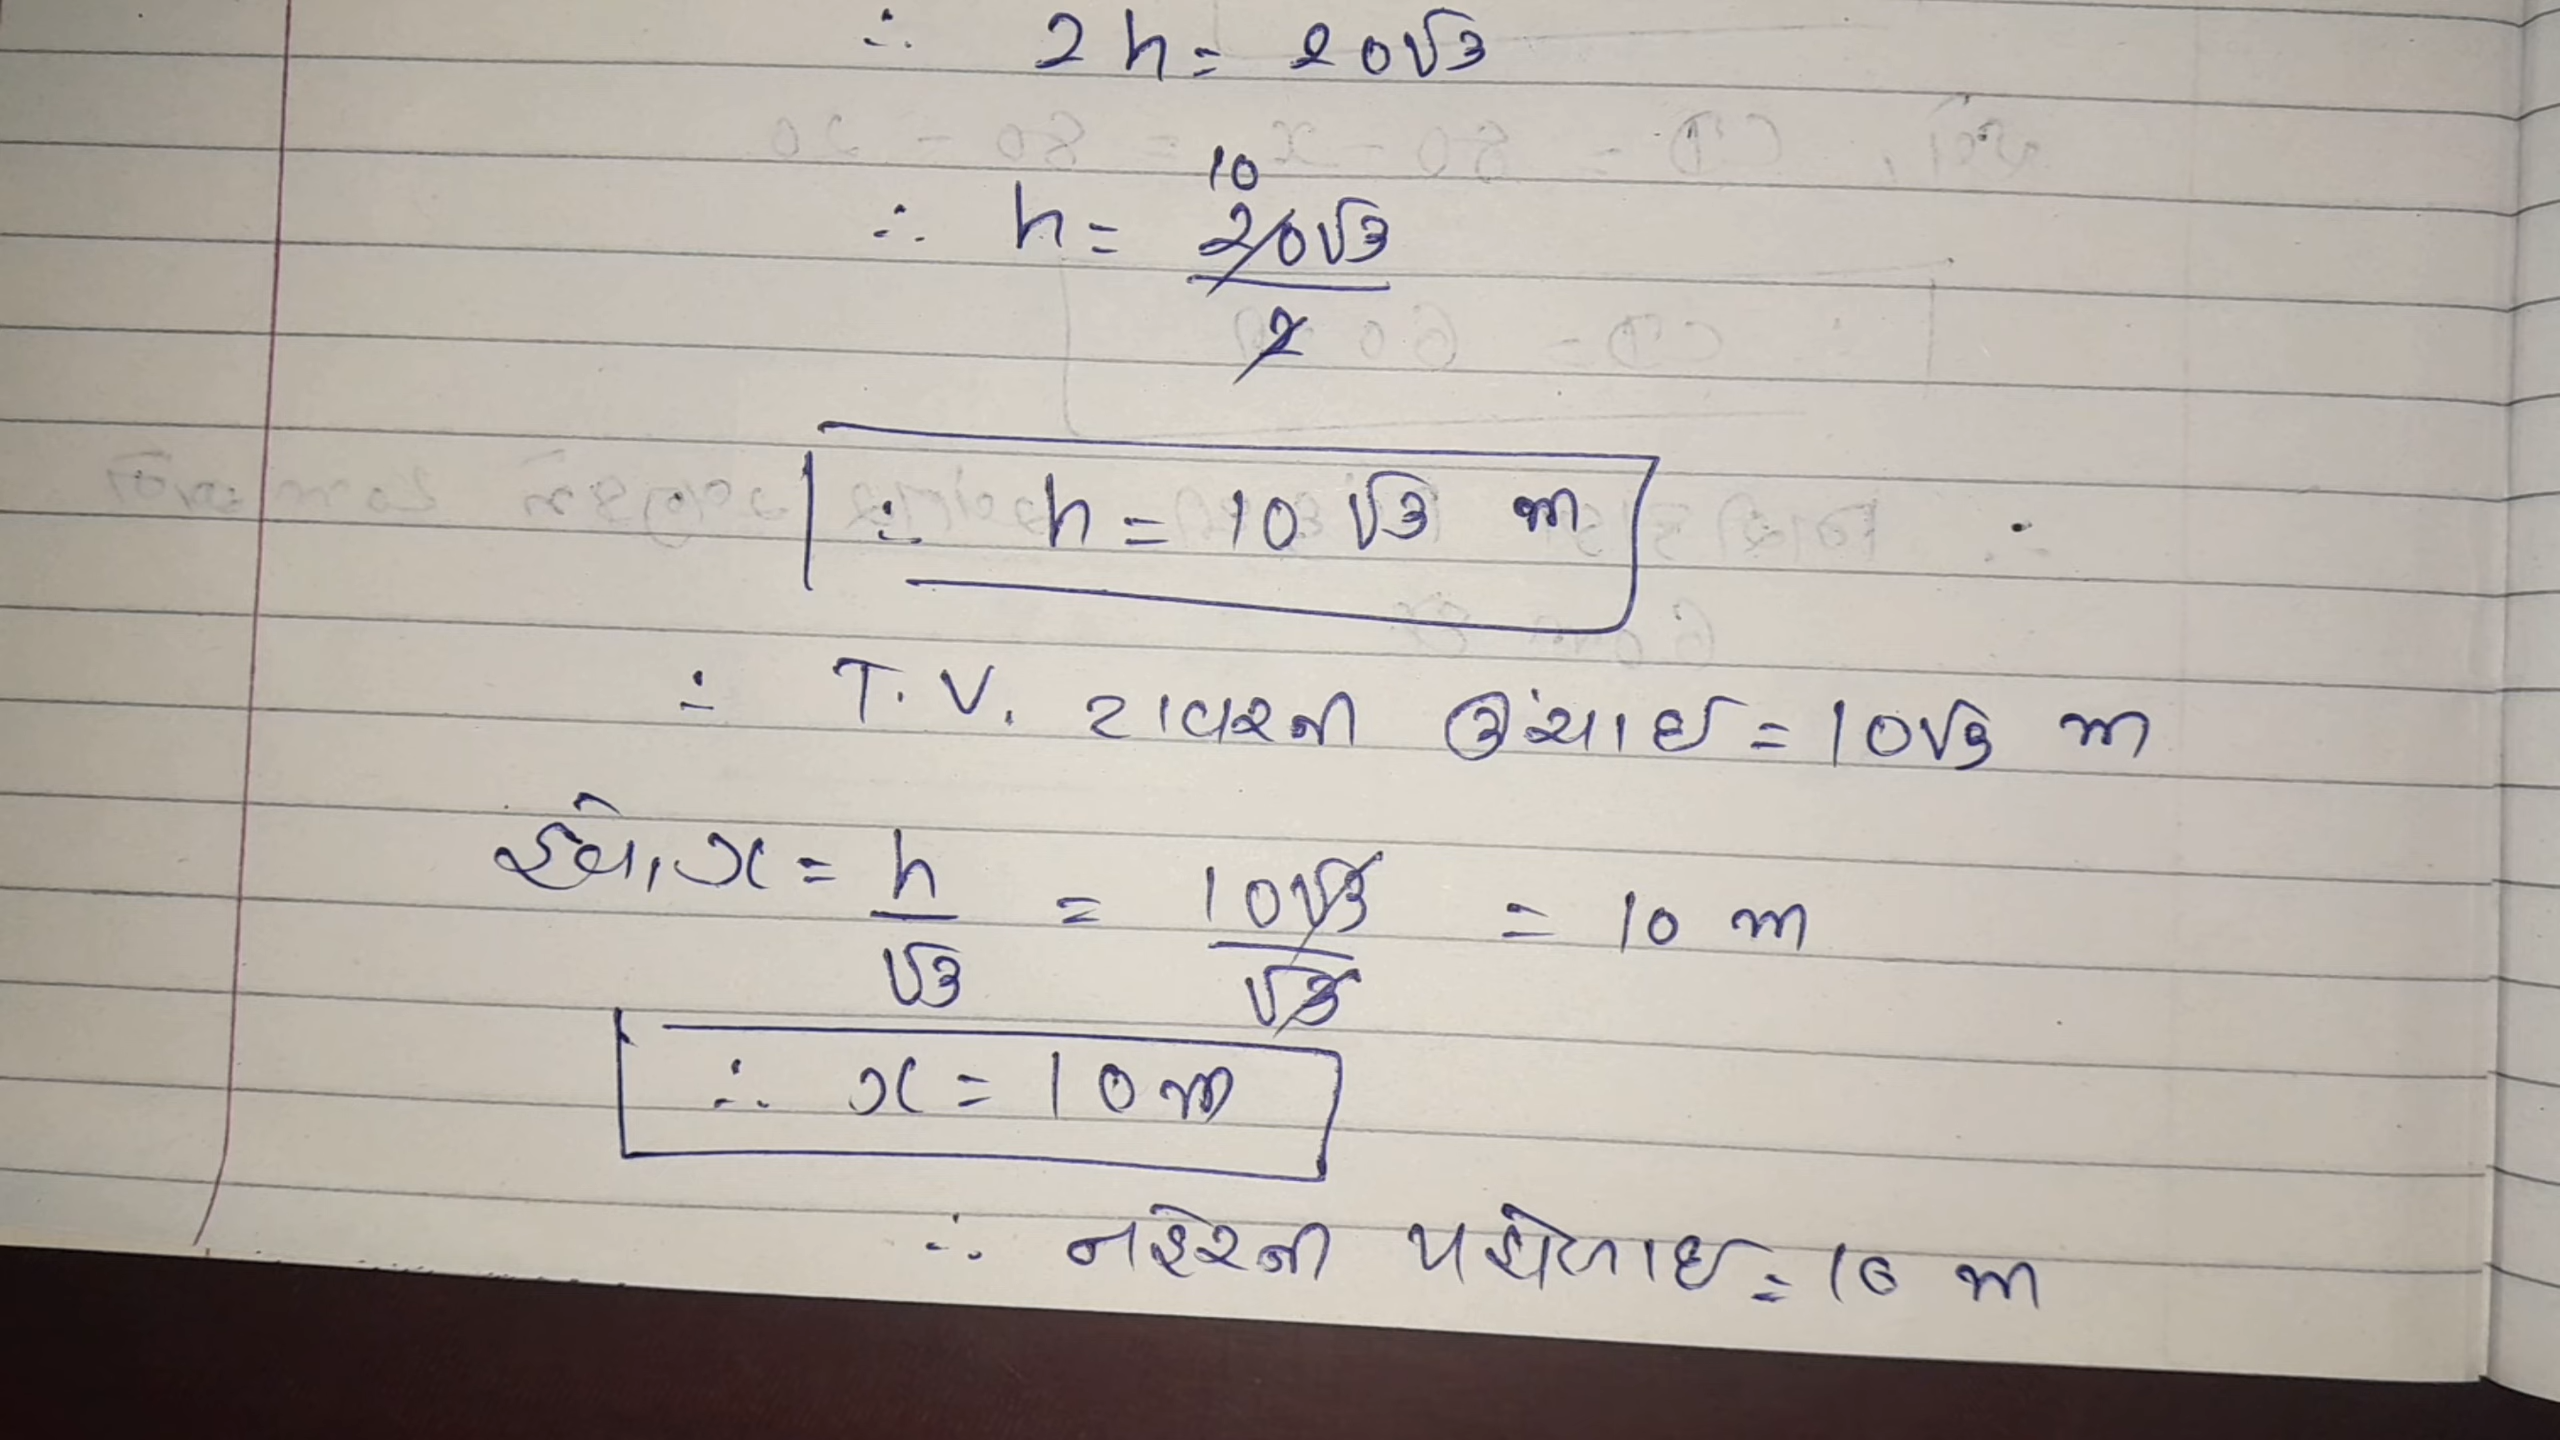 ∴ 2h = 20√3
10
∴ h = 20√3
2
∴ h = 10√3 m
∴ T.V. ટાવરની ઊંચાઈ = 10√3 m
હવે, x = h/√3 = 10√3/√3 = 10 m
∴ x = 10 m
∴ નહેરની પહોળાઈ = 10 m